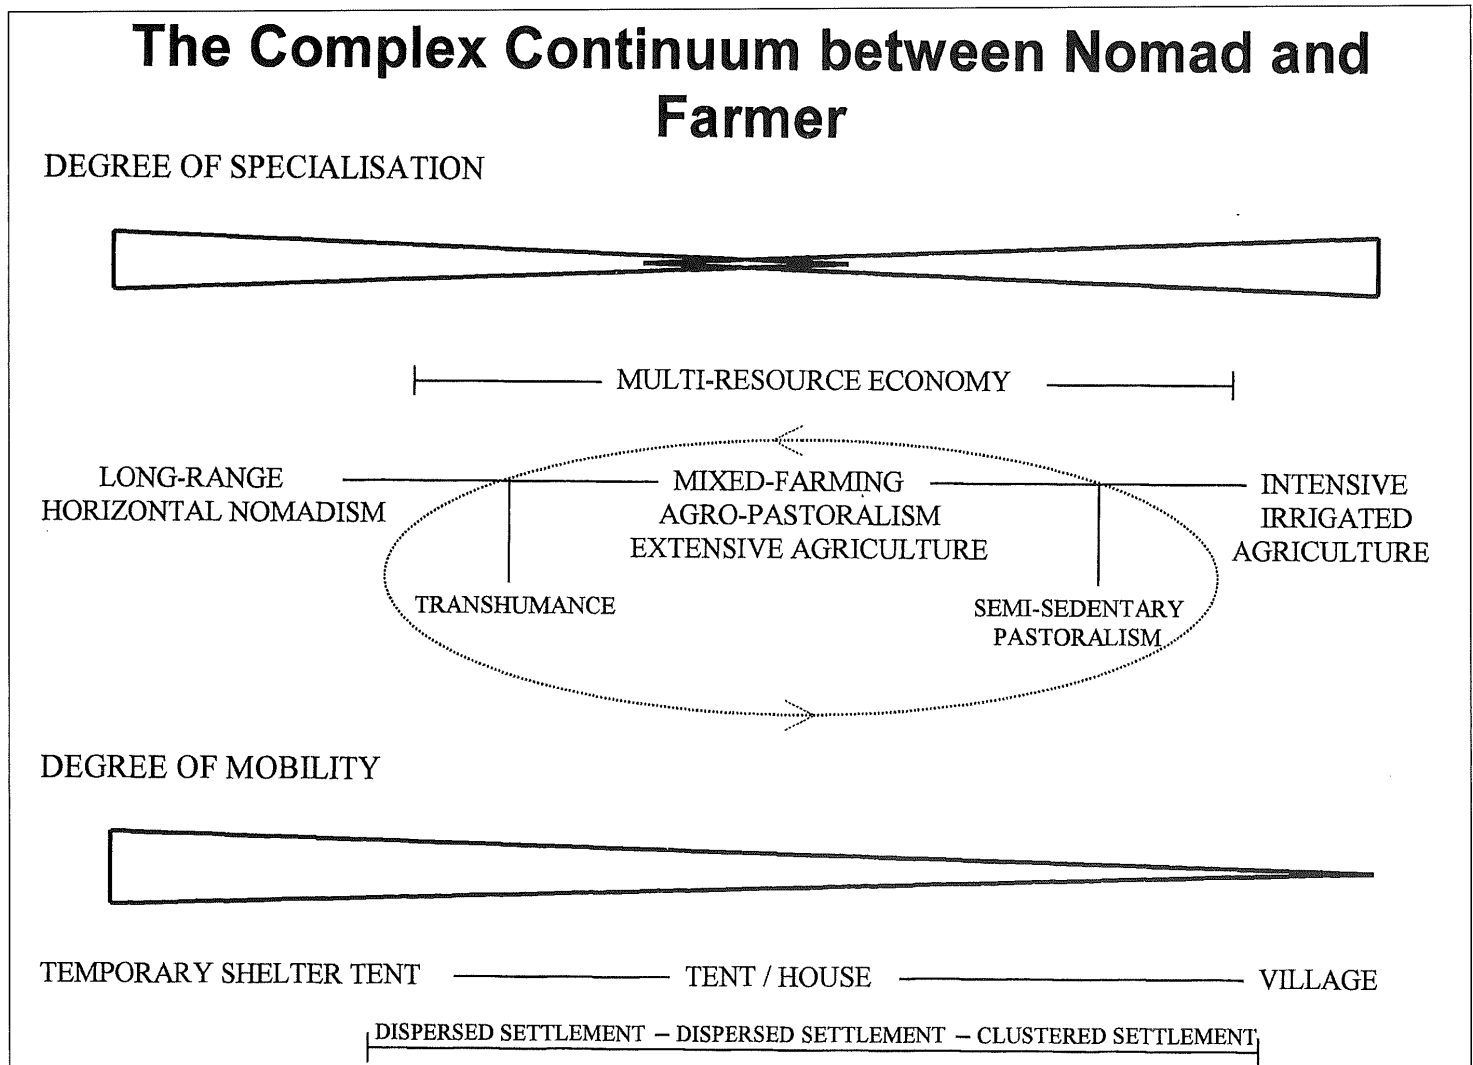 The Complex Continuum between Nomad and
Farmer
DEGREE OF SPECIALISATION
MULTI-RESOURCE ECONOMY
LONG-RANGE
HORIZONTAL NOMADISM
MIXED-FARMING
AGRO-PASTORALISM
EXTENSIVE AGRICULTURE
INTENSIVE
IRRIGATED
AGRICULTURE
TRANSHUMANCE
SEMI-SEDENTARY
PASTORALISM
DEGREE OF MOBILITY
TEMPORARY SHELTER TENT
TENT / HOUSE
VILLAGE
DISPERSED SETTLEMENT – DISPERSED SETTLEMENT – CLUSTERED SETTLEMENT